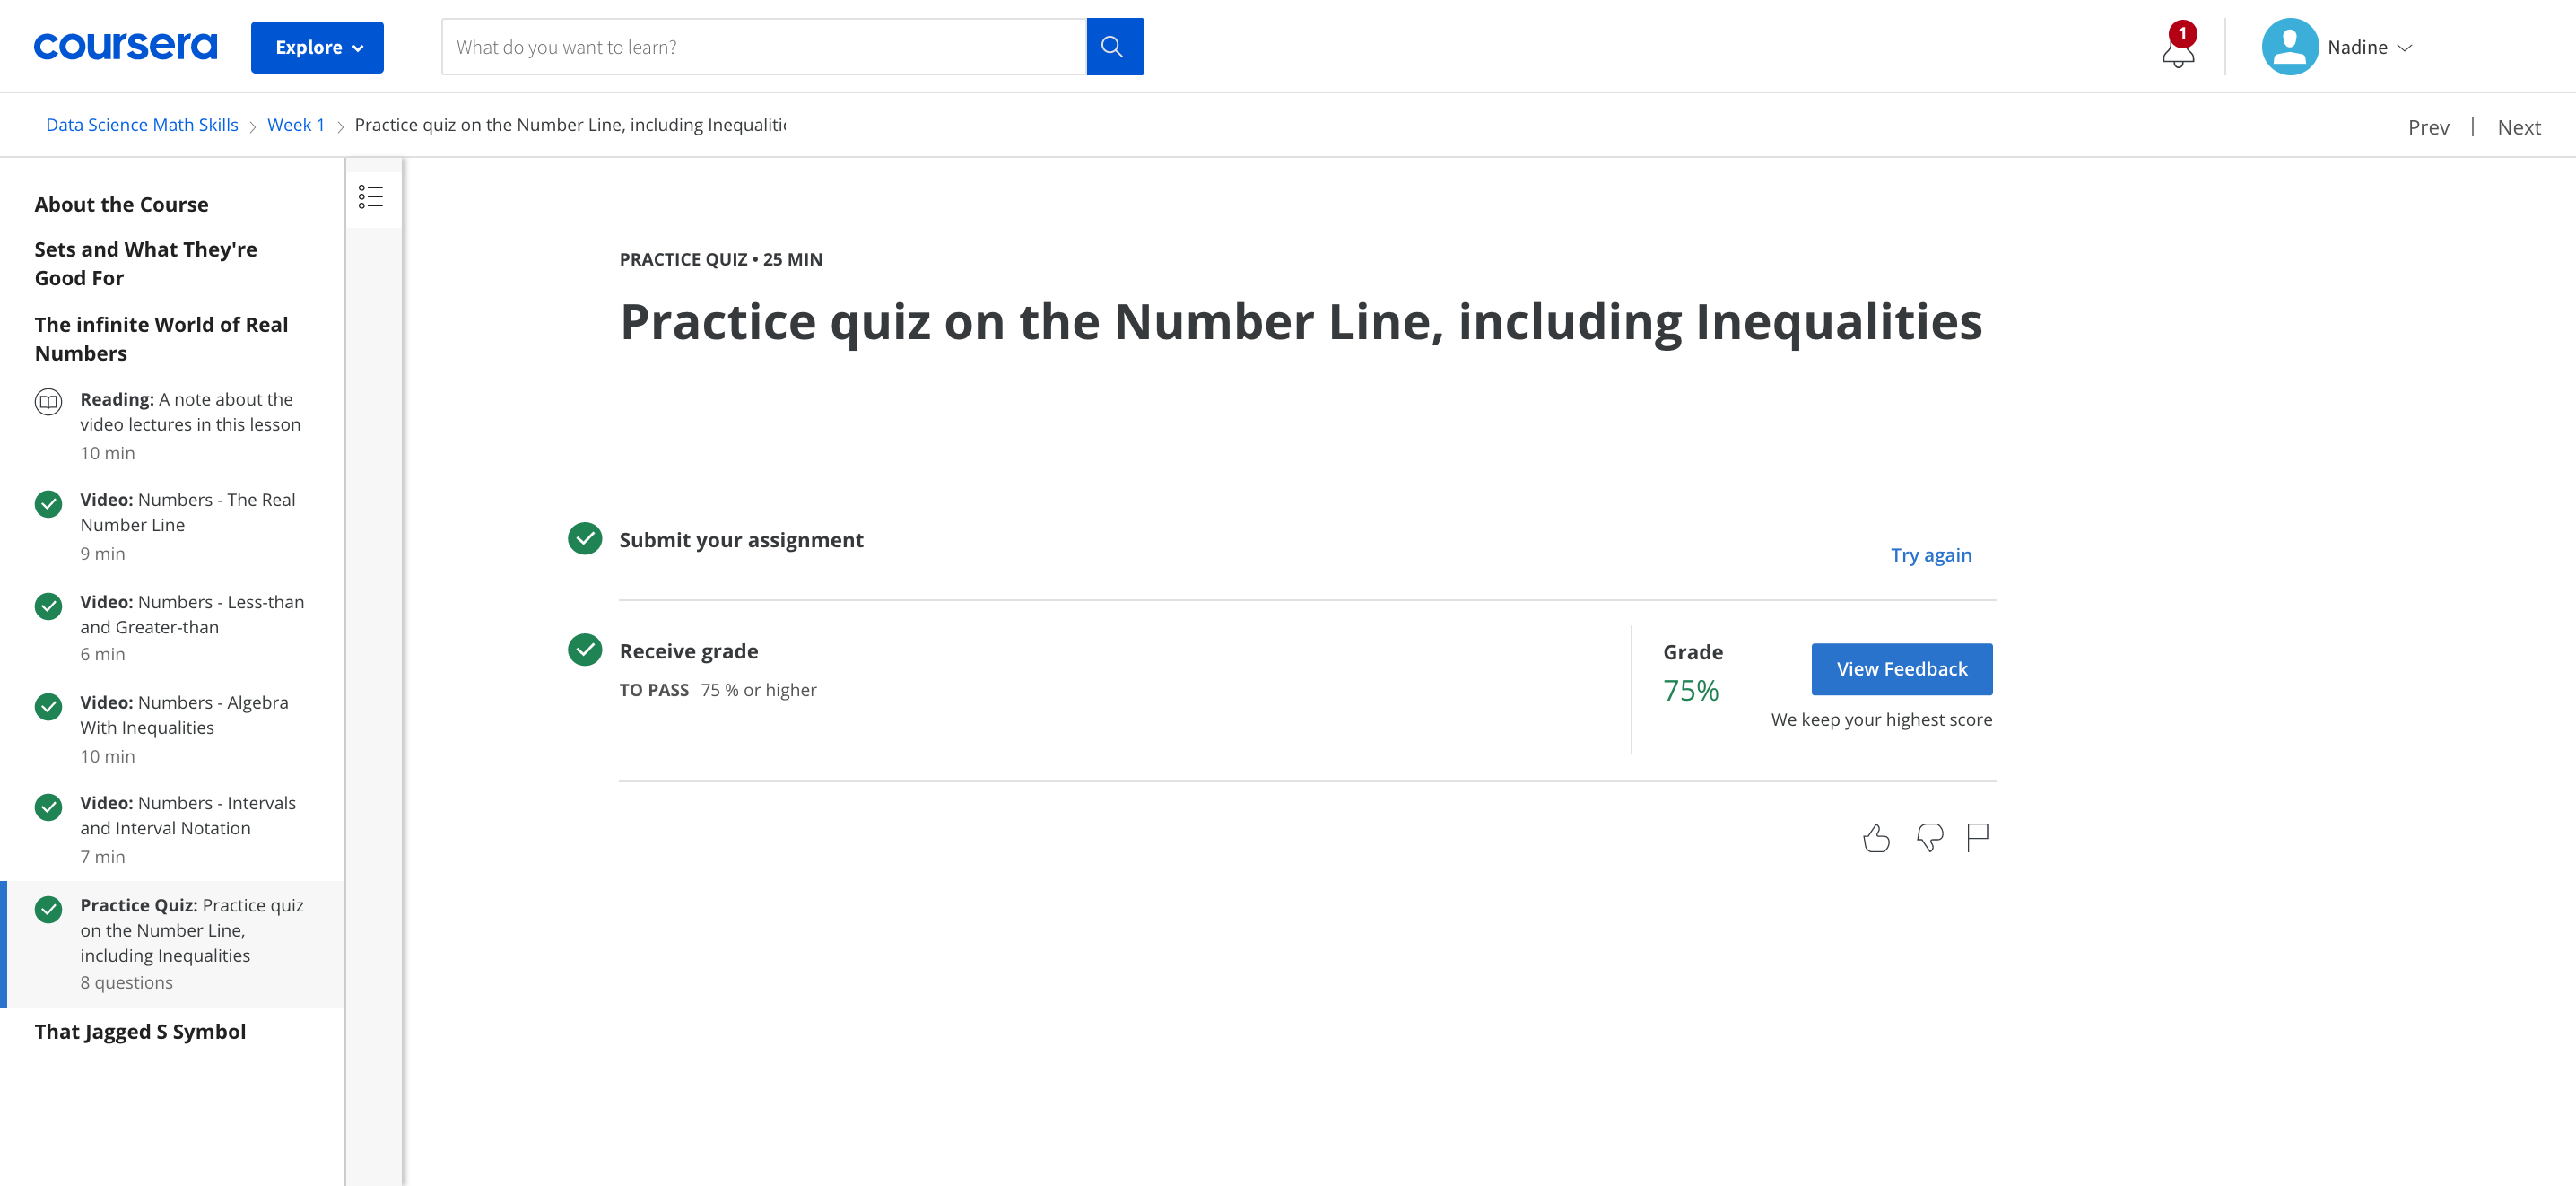 coursera
Explore
What do you want to learn?
1
Nadine
Data Science Math Skills
Week 1
Practice quiz on the Number Line, including Inequaliti
Prev
Next
About the Course
Sets and What They're
Good For
The infinite World of Real
Numbers
Reading: A note about the
video lectures in this lesson
10 min
Video: Numbers - The Real
Number Line
9 min
Video: Numbers - Less-than
and Greater-than
6 min
Video: Numbers - Algebra
With Inequalities
10 min
Video: Numbers - Intervals
and Interval Notation
7 min
Practice Quiz: Practice quiz
on the Number Line,
including Inequalities
8 questions
That Jagged S Symbol
PRACTICE QUIZ • 25 MIN
Practice quiz on the Number Line, including Inequalities
Submit your assignment
Try again
Receive grade
TO PASS 75 % or higher
Grade
75%
View Feedback
We keep your highest score